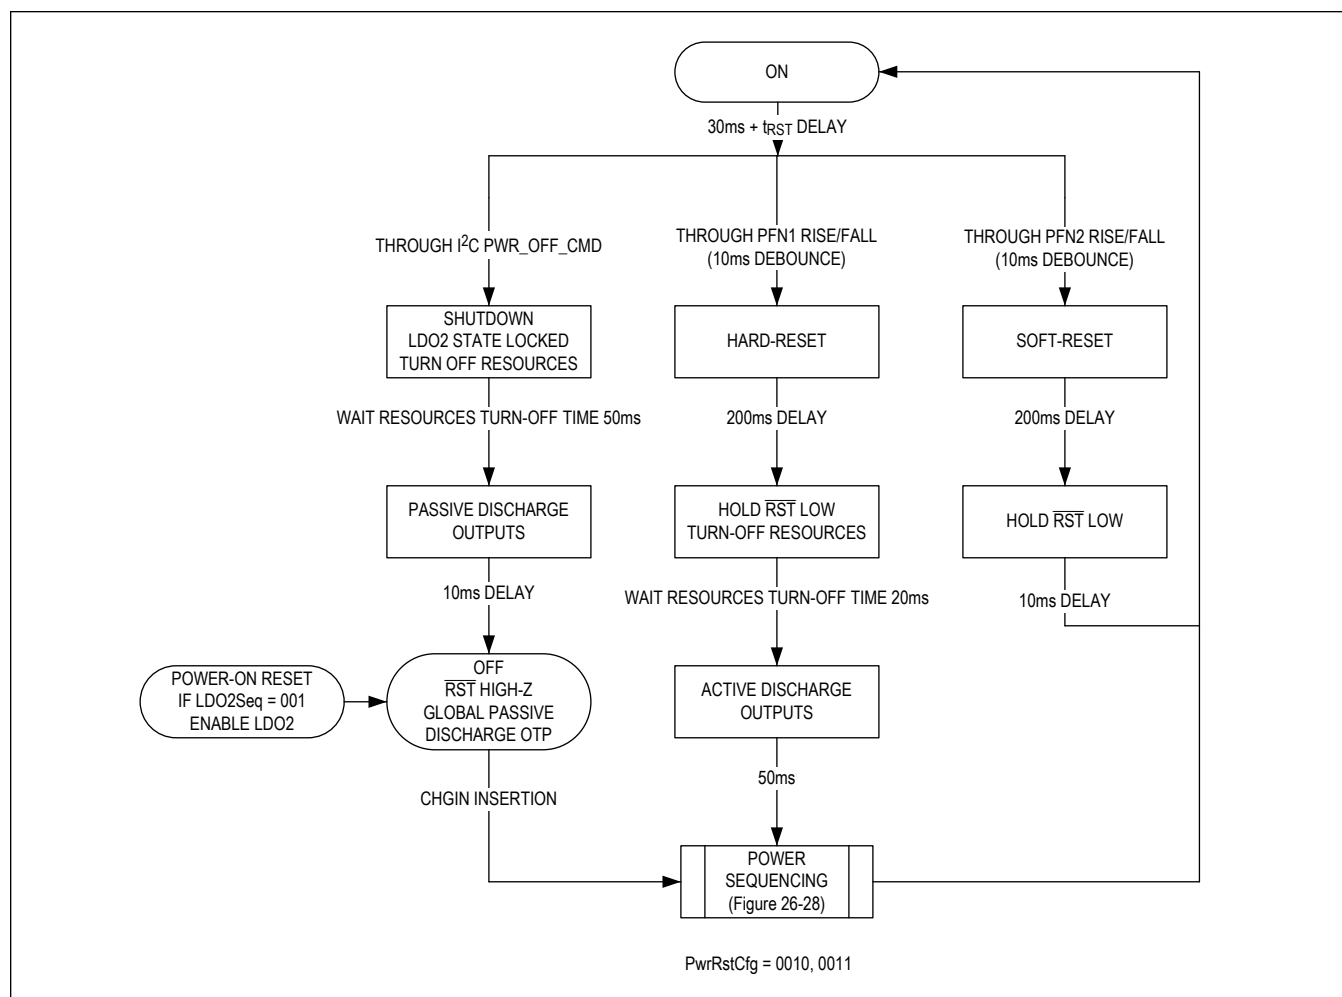 ON
30ms + tRST DELAY
THROUGH I²C PWR_OFF_CMD
THROUGH PFN1 RISE/FALL
(10ms DEBOUNCE)
THROUGH PFN2 RISE/FALL
(10ms DEBOUNCE)
SHUTDOWN
LDO2 STATE LOCKED
TURN OFF RESOURCES
HARD-RESET
SOFT-RESET
WAIT RESOURCES TURN-OFF TIME 50ms
200ms DELAY
200ms DELAY
PASSIVE DISCHARGE
OUTPUTS
HOLD R̅S̅T̅ LOW
TURN-OFF RESOURCES
HOLD R̅S̅T̅ LOW
10ms DELAY
WAIT RESOURCES TURN-OFF TIME 20ms
10ms DELAY
POWER-ON RESET
IF LDO2Seq = 001
ENABLE LDO2
OFF
R̅S̅T̅ HIGH-Z
GLOBAL PASSIVE
DISCHARGE OTP
ACTIVE DISCHARGE
OUTPUTS
50ms
CHGIN INSERTION
POWER
SEQUENCING
(Figure 26-28)
PwrRstCfg = 0010, 0011